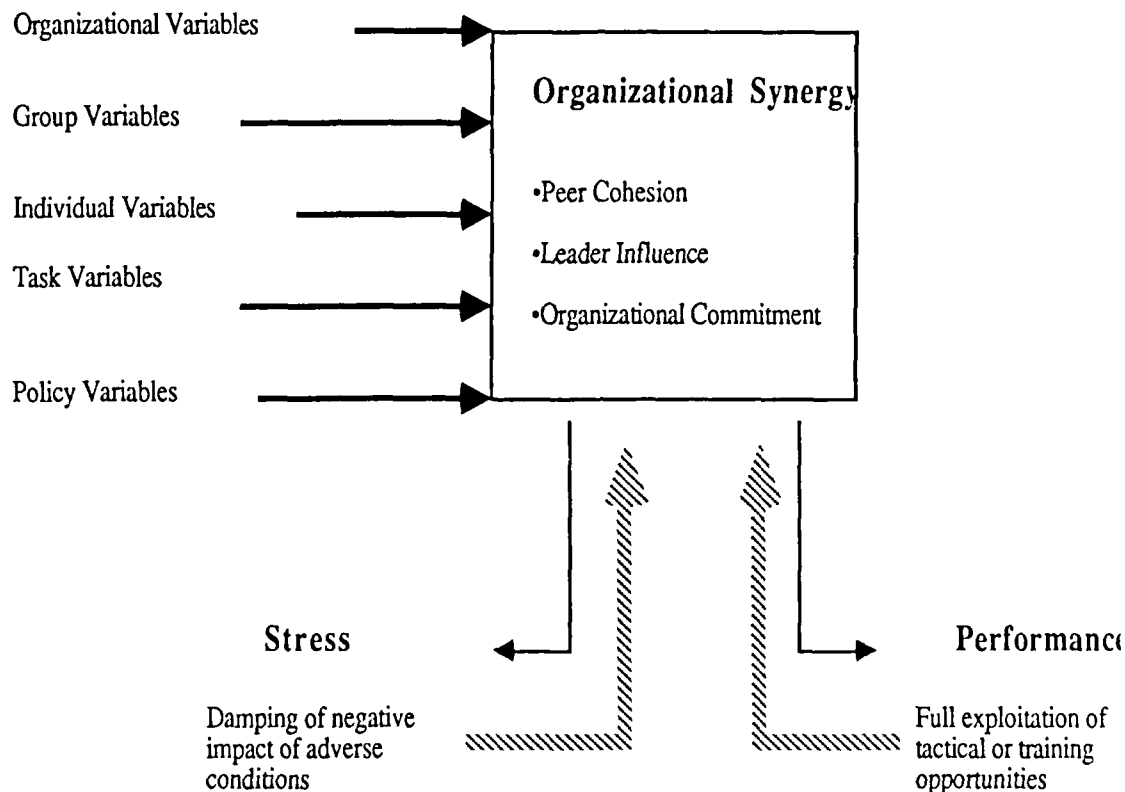 Organizational Variables
Group Variables
Individual Variables
Task Variables
Policy Variables
Organizational Synergy
•Peer Cohesion
•Leader Influence
•Organizational Commitment
Stress
Damping of negative
impact of adverse
conditions
Performance
Full exploitation of
tactical or training
opportunities